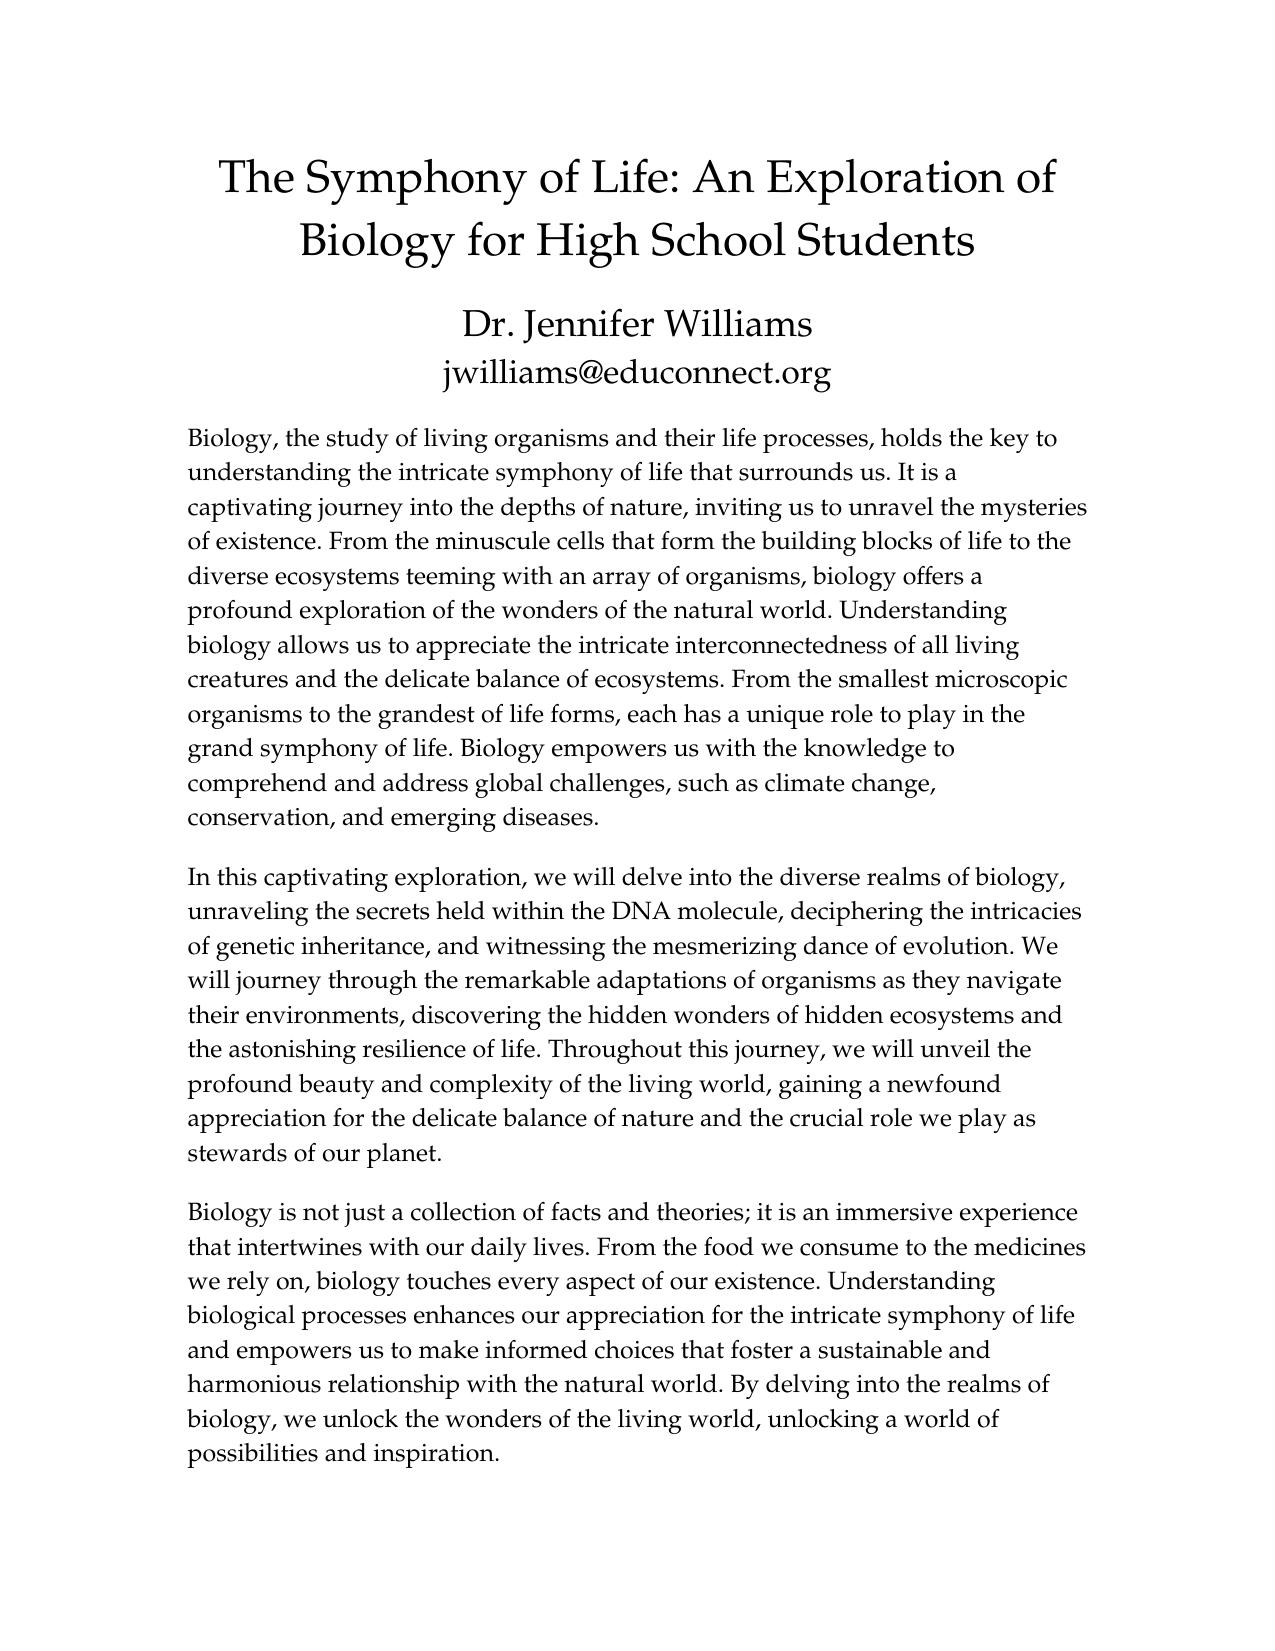 The Symphony of Life: An Exploration of
Biology for High School Students
Dr. Jennifer Williams
jwilliams@educonnect.org
Biology, the study of living organisms and their life processes, holds the key to
understanding the intricate symphony of life that surrounds us. It is a
captivating journey into the depths of nature, inviting us to unravel the mysteries
of existence. From the minuscule cells that form the building blocks of life to the
diverse ecosystems teeming with an array of organisms, biology offers a
profound exploration of the wonders of the natural world. Understanding
biology allows us to appreciate the intricate interconnectedness of all living
creatures and the delicate balance of ecosystems. From the smallest microscopic
organisms to the grandest of life forms, each has a unique role to play in the
grand symphony of life. Biology empowers us with the knowledge to
comprehend and address global challenges, such as climate change,
conservation, and emerging diseases.
In this captivating exploration, we will delve into the diverse realms of biology,
unraveling the secrets held within the DNA molecule, deciphering the intricacies
of genetic inheritance, and witnessing the mesmerizing dance of evolution. We
will journey through the remarkable adaptations of organisms as they navigate
their environments, discovering the hidden wonders of hidden ecosystems and
the astonishing resilience of life. Throughout this journey, we will unveil the
profound beauty and complexity of the living world, gaining a newfound
appreciation for the delicate balance of nature and the crucial role we play as
stewards of our planet.
Biology is not just a collection of facts and theories; it is an immersive experience
that intertwines with our daily lives. From the food we consume to the medicines
we rely on, biology touches every aspect of our existence. Understanding
biological processes enhances our appreciation for the intricate symphony of life
and empowers us to make informed choices that foster a sustainable and
harmonious relationship with the natural world. By delving into the realms of
biology, we unlock the wonders of the living world, unlocking a world of
possibilities and inspiration.